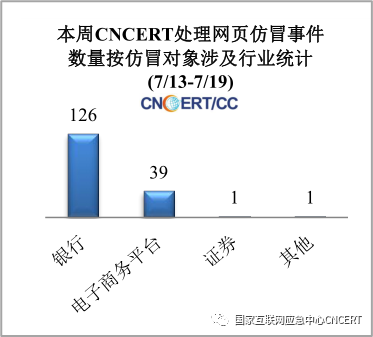 本周CNCERT处理网页仿冒事件
数量按仿冒对象涉及行业统计
(7/13-7/19)
CNCERT/CC
126
39
1
1
银行
电子商务平台
证券
其他
国家互联网应急中心CNCERT